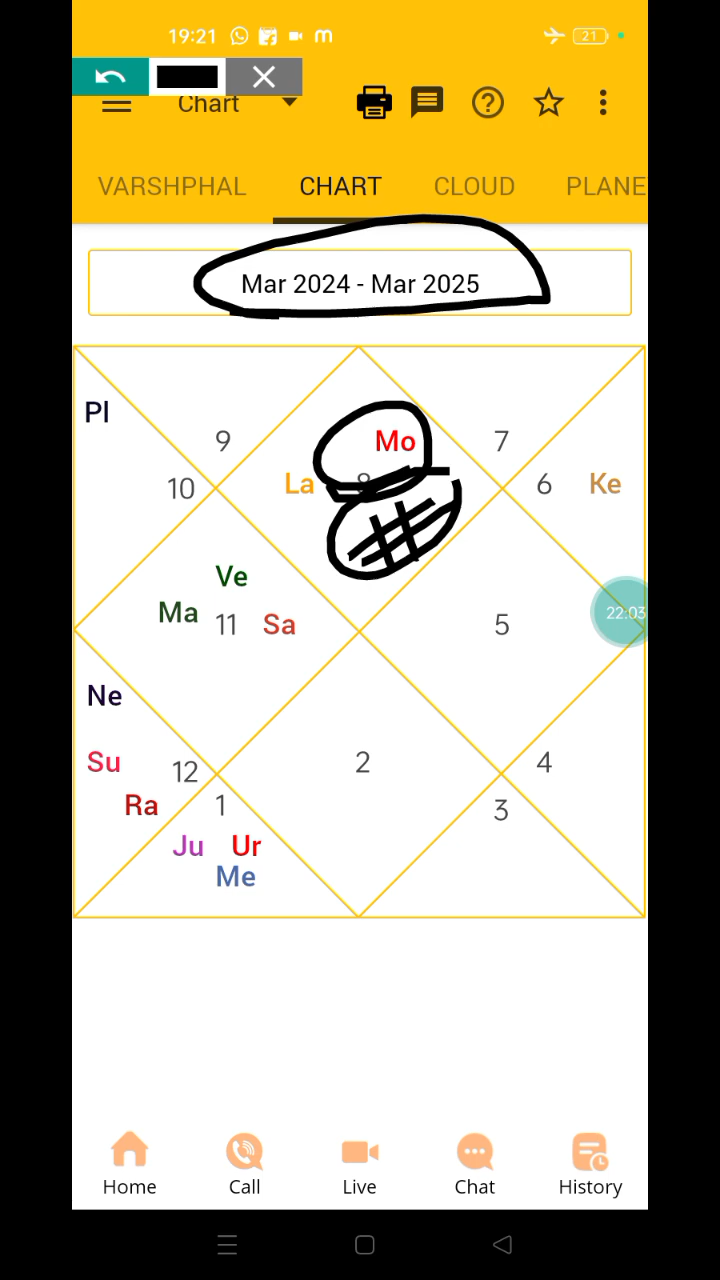 19:21 m 21
Chart
VARSHPHAL CHART CLOUD PLANE
Mar 2024 - Mar 2025
Pl
Mo
9 7
La 10 6 Ke
Ve
Ma 11 Sa 5
22:03
Ne
Su 12 2 4
Ra 1 3
Ju Ur
Me
Home Call Live Chat History